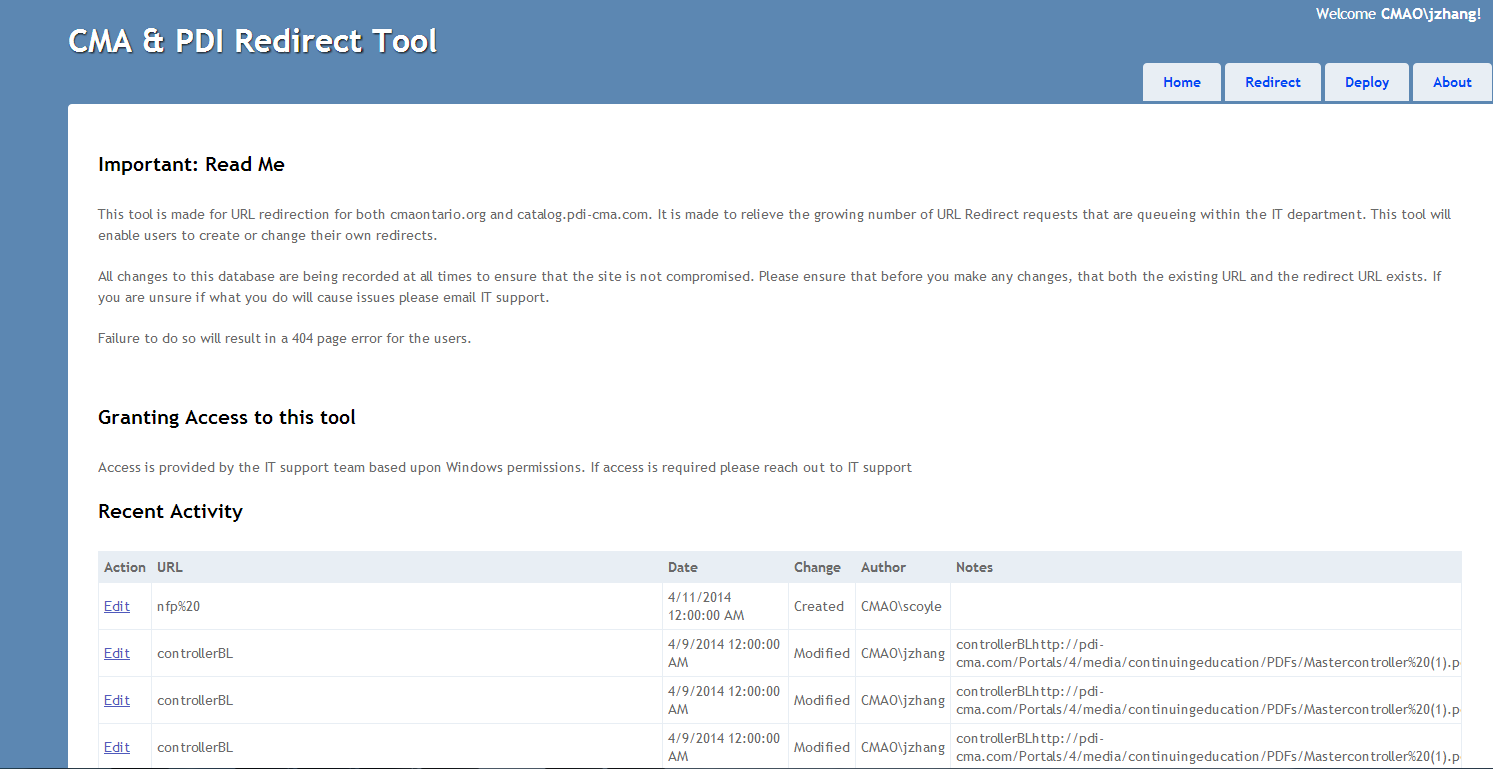 Welcome CMAO\jzhang!
CMA & PDI Redirect Tool
Home Redirect Deploy About
Important: Read Me
This tool is made for URL redirection for both cmaontario.org and catalog.pdi-cma.com. It is made to relieve the growing number of URL Redirect requests that are queueing within the IT department. This tool will
enable users to create or change their own redirects.
All changes to this database are being recorded at all times to ensure that the site is not compromised. Please ensure that before you make any changes, that both the existing URL and the redirect URL exists. If
you are unsure if what you do will cause issues please email IT support.
Failure to do so will result in a 404 page error for the users.
Granting Access to this tool
Access is provided by the IT support team based upon Windows permissions. If access is required please reach out to IT support
Recent Activity
Action URL Date Change Author Notes
Edit nfp%20 4/11/2014 12:00:00 AM Created CMAO\scoyle
Edit controllerBL 4/9/2014 12:00:00 AM Modified CMAO\jzhang controllerBLhttp://pdi-
cma.com/Portals/4/media/continuingeducation/PDFs/Mastercontroller%20(1).p
Edit controllerBL 4/9/2014 12:00:00 AM Modified CMAO\jzhang controllerBLhttp://pdi-
cma.com/Portals/4/media/continuingeducation/PDFs/Mastercontroller%20(1).p
Edit controllerBL 4/9/2014 12:00:00 AM Modified CMAO\jzhang controllerBLhttp://pdi-
cma.com/Portals/4/media/continuingeducation/PDFs/Mastercontroller%20(1).p